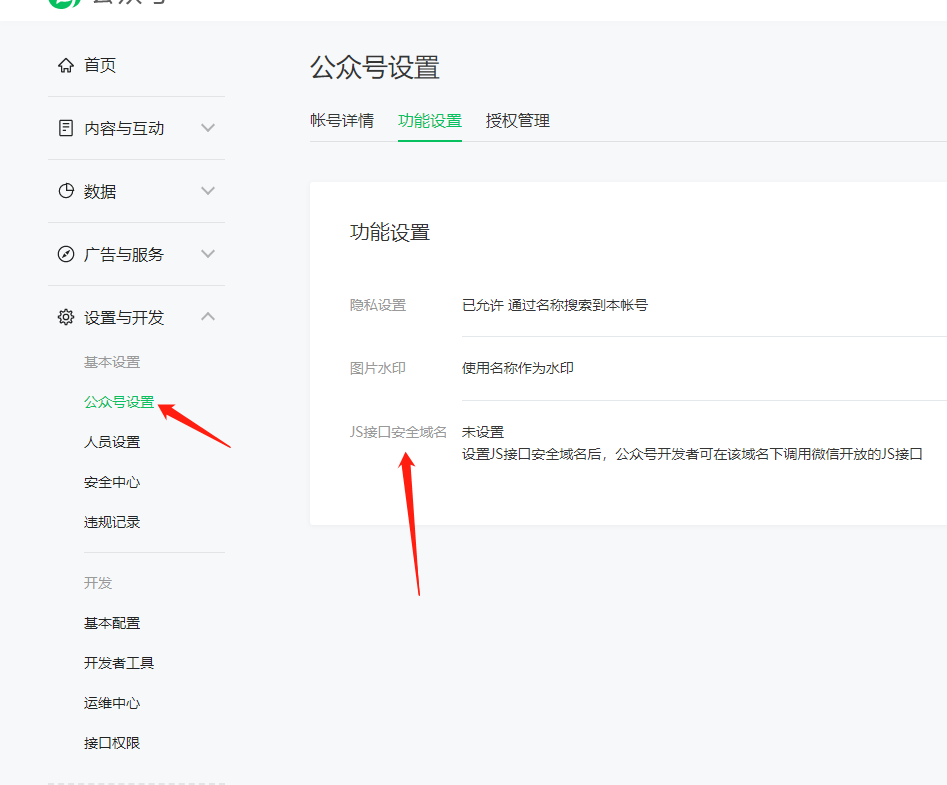 首页
内容与互动
数据
广告与服务
设置与开发
基本设置
公众号设置
人员设置
安全中心
违规记录
开发
基本配置
开发者工具
运维中心
接口权限
公众号设置
帐号详情 功能设置 授权管理
功能设置
隐私设置 已允许 通过名称搜索到本帐号
图片水印 使用名称作为水印
JS接口安全域名 未设置
设置JS接口安全域名后，公众号开发者可在该域名下调用微信开放的JS接口